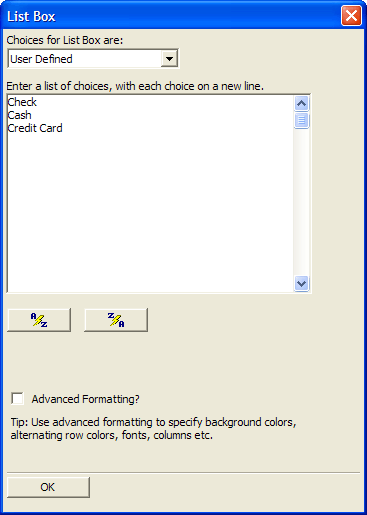 List Box
Choices for List Box are:
User Defined
Enter a list of choices, with each choice on a new line.
Check
Cash
Credit Card
A Z
Z A
Advanced Formatting?
Tip: Use advanced formatting to specify background colors,
alternating row colors, fonts, columns etc.
OK